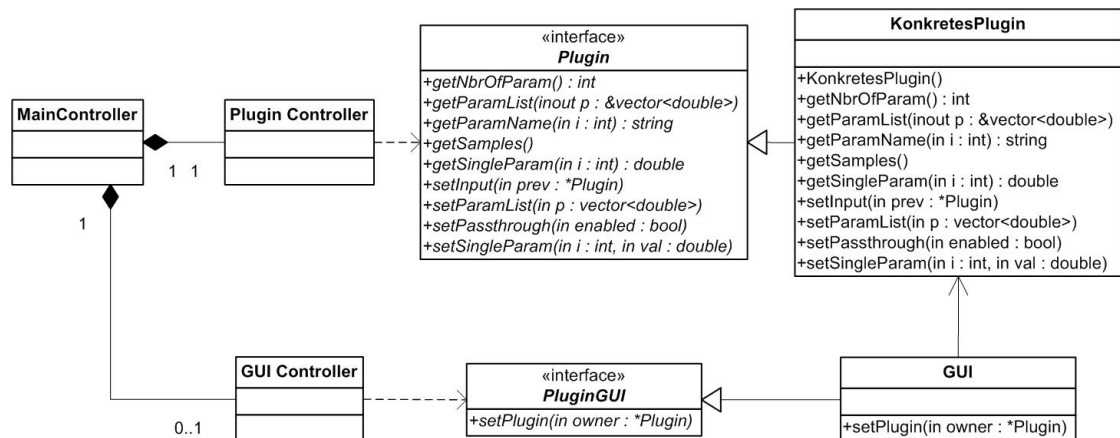 MainController
1
1
Plugin Controller
1
«interface»
Plugin
+getNbrOfParam() : int
+getParamList(inout p : &vector<double>)
+getParamName(in i : int) : string
+getSamples()
+getSingleParam(in i : int) : double
+setInput(in prev : *Plugin)
+setParamList(in p : vector<double>)
+setPassthrough(in enabled : bool)
+setSingleParam(in i : int, in val : double)
KonkretesPlugin
+KonkretesPlugin()
+getNbrOfParam() : int
+getParamList(inout p : &vector<double>)
+getParamName(in i : int) : string
+getSamples()
+getSingleParam(in i : int) : double
+setInput(in prev : *Plugin)
+setParamList(in p : vector<double>)
+setPassthrough(in enabled : bool)
+setSingleParam(in i : int, in val : double)
GUI Controller
0..1
«interface»
PluginGUI
+setPlugin(in owner : *Plugin)
GUI
+setPlugin(in owner : *Plugin)